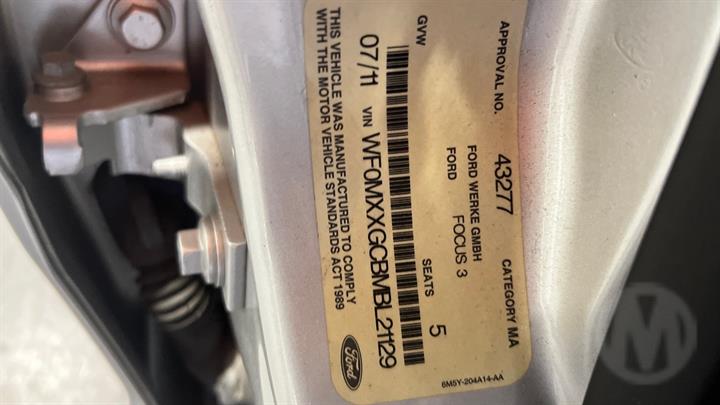 APPROVAL NO. 43277 CATEGORY MA
FORD WERKE GMBH
FORD FOCUS 3
GVW SEATS 5
07/11 VIN WF0MXXGCBMBL21129
THIS VEHICLE WAS MANUFACTURED TO COMPLY
WITH THE MOTOR VEHICLE STANDARDS ACT 1989
Ford
6M5Y-204A14-AA
M